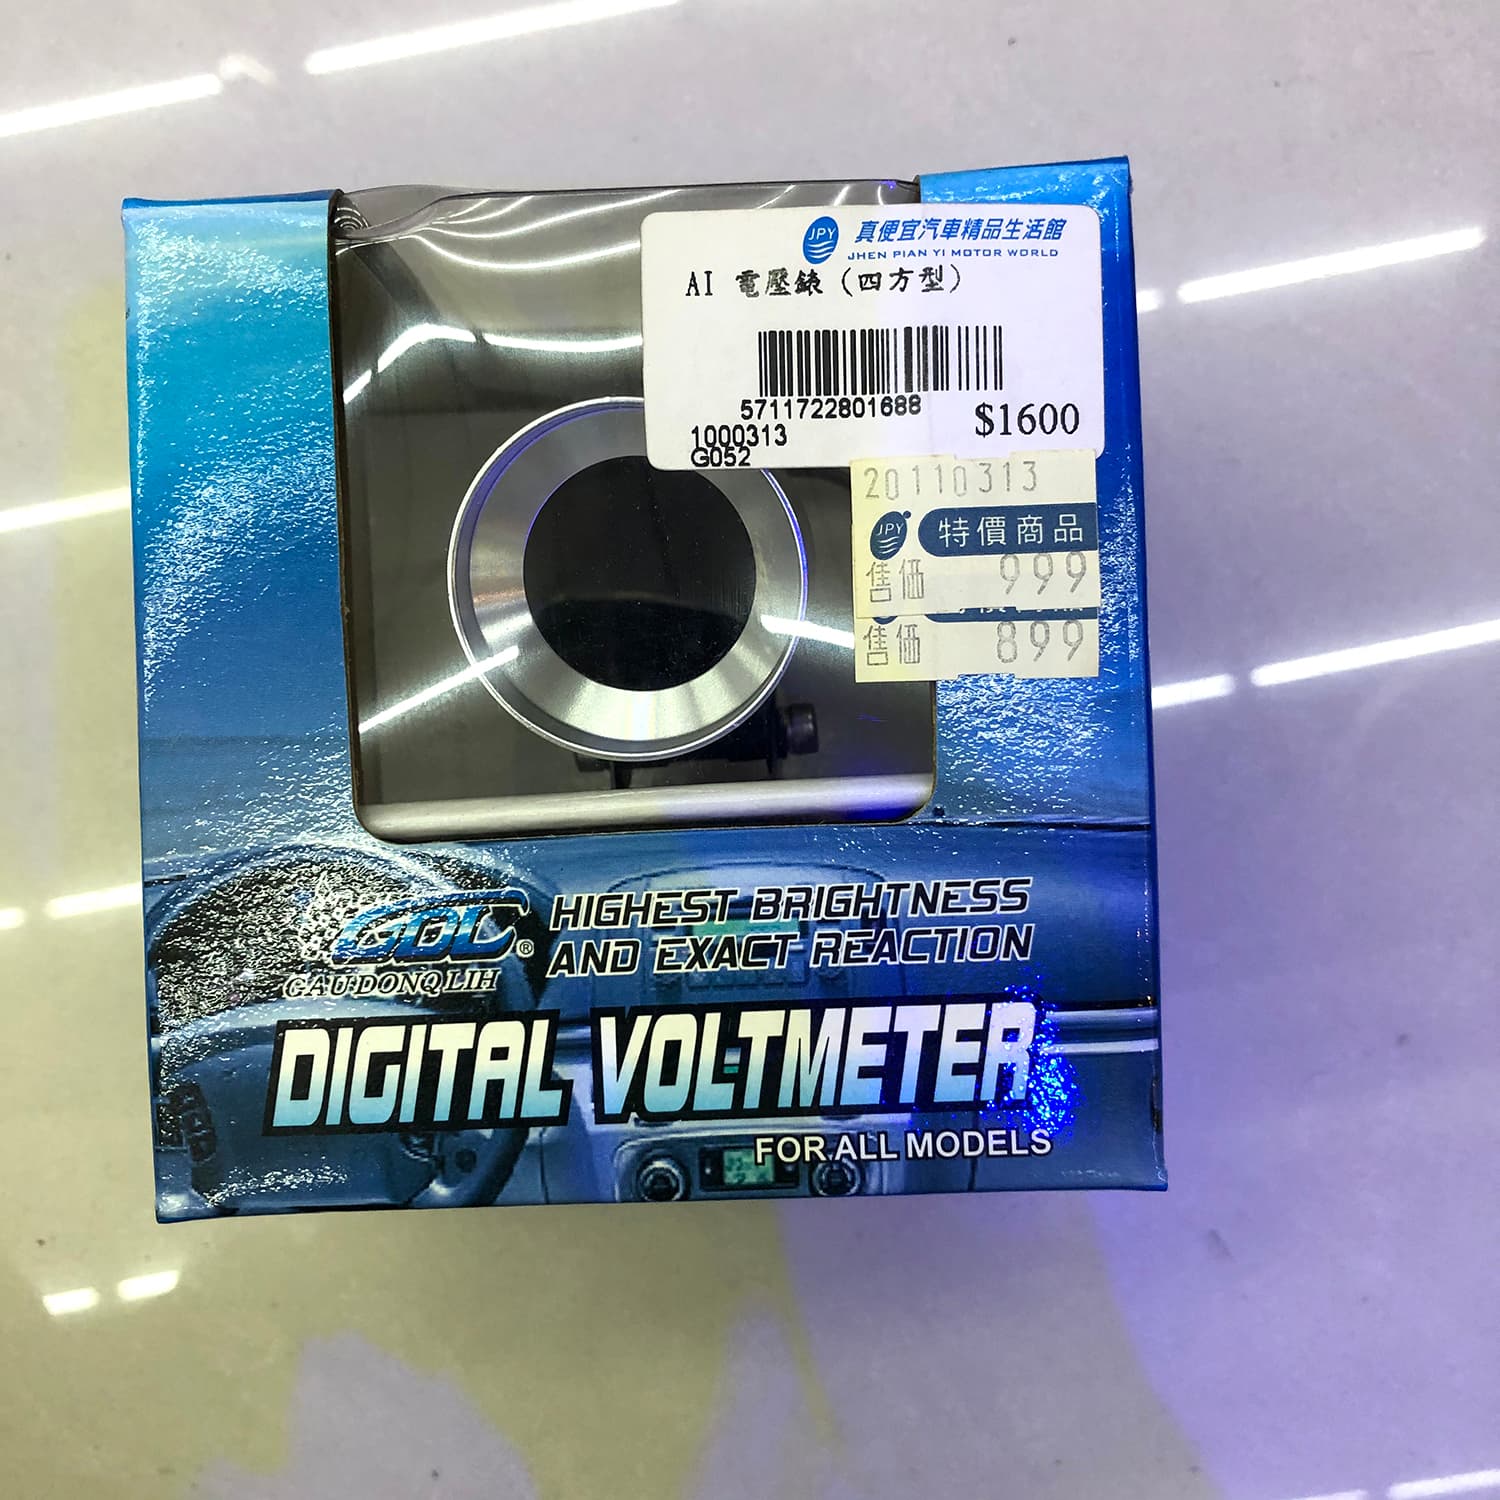 JPY 真便宜汽車精品生活館
JHEN PIAN YI MOTOR WORLD
AI 電壓錶 (四方型)
5711722801688
$1600
1000313
G052
20110313
JPY 特價商品
售価 999
售価 899
GDL® HIGHEST BRIGHTNESS
GAUDONQLIH AND EXACT REACTION
DIGITAL VOLTMETER
FOR ALL MODELS